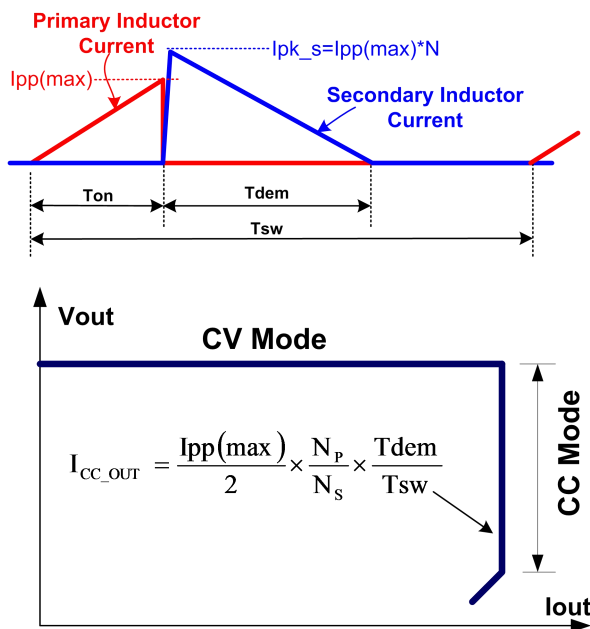 Primary Inductor
Current
Ipk_s=Ipp(max)*N
Ipp(max)
Secondary Inductor
Current
Ton
Tdem
Tsw
Vout
CV Mode
I_CC_OUT = Ipp(max)/2 × N_P/N_S × Tdem/Tsw
CC Mode
Iout